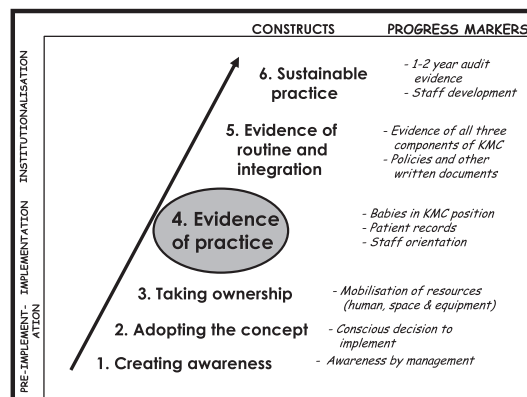 CONSTRUCTS PROGRESS MARKERS
6. Sustainable
practice
- 1-2 year audit
evidence
- Staff development
5. Evidence of
routine and
integration
- Evidence of all three
components of KMC
- Policies and other
written documents
4. Evidence
of practice
- Babies in KMC position
- Patient records
- Staff orientation
3. Taking ownership
- Mobilisation of resources
(human, space & equipment)
2. Adopting the concept
- Conscious decision to
implement
1. Creating awareness
- Awareness by management
INSTITUTIONALISATION
IMPLEMENTATION
PRE-IMPLEMENT-
ATION